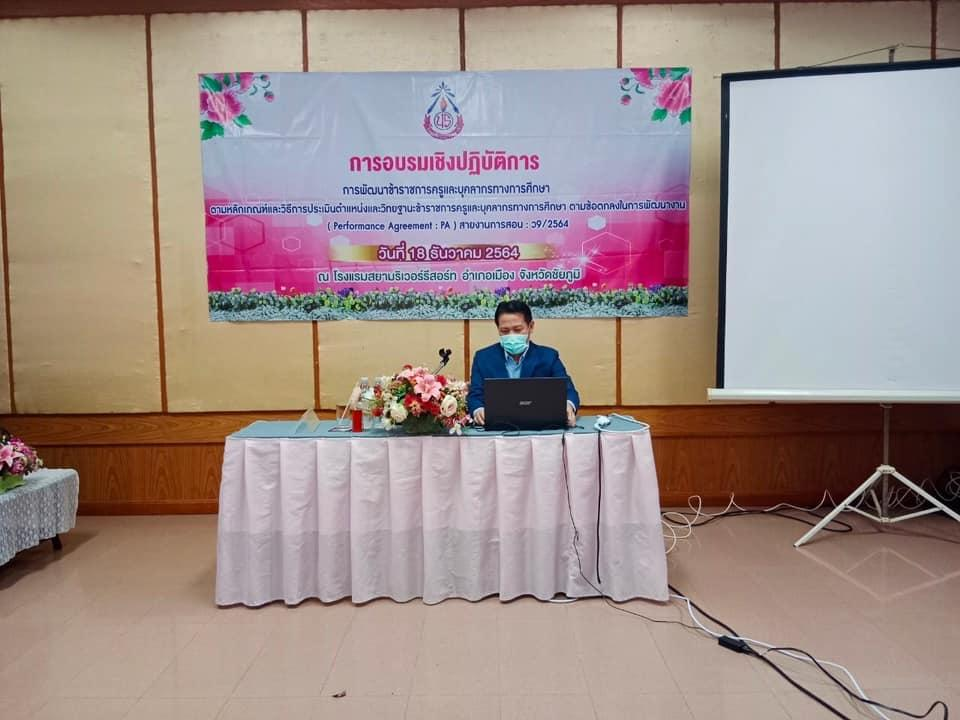 บร
การอบรมเชิงปฏิบัติการ
การพัฒนาข้าราชการครูและบุคลากรทางการศึกษา
ตามหลักเกณฑ์และวิธีการประเมินตำแหน่งและวิทยฐานะข้าราชการครูและบุคลากรทางการศึกษา ตามข้อตกลงในการพัฒนางาน
( Performance Agreement : PA ) สายงานการสอน : ว9/2564
วันที่ 18 ธันวาคม 2564
ณ โรงแรมสยามริเวอร์รีสอร์ท อำเภอเมือง จังหวัดชัยภูมิ
acer